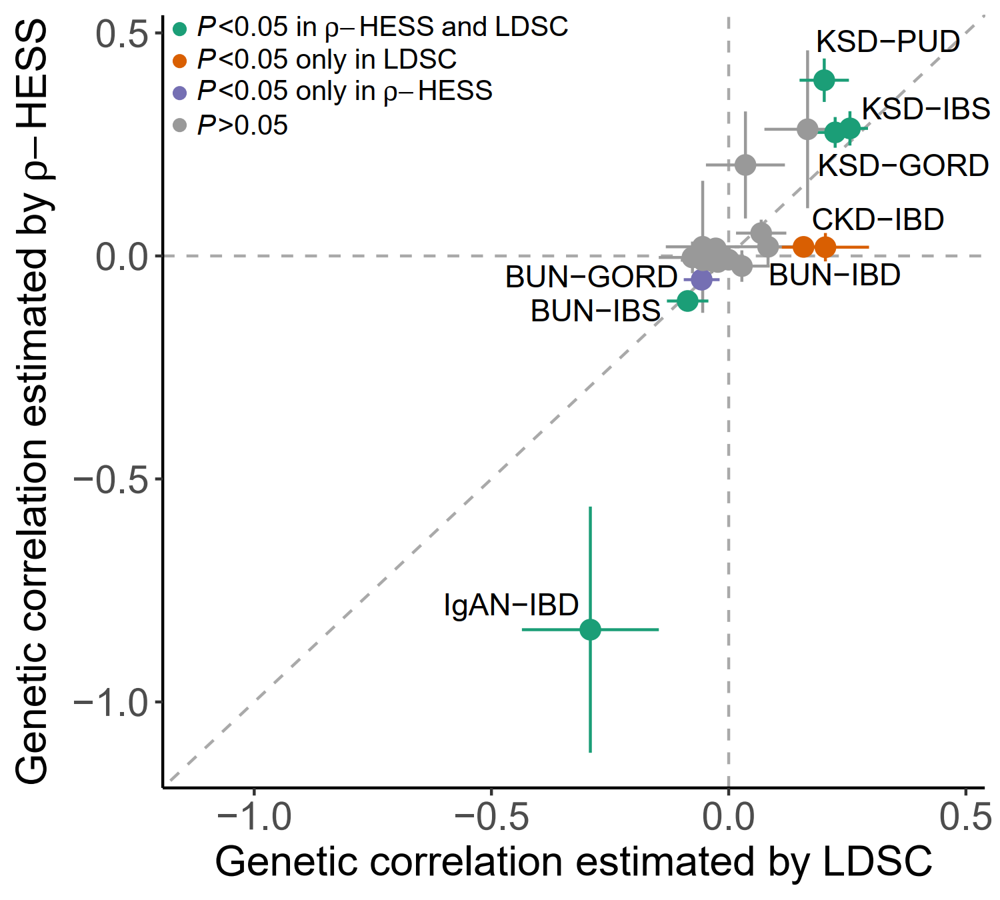 P<0.05 in ρ−HESS and LDSC
P<0.05 only in LDSC
P<0.05 only in ρ−HESS
P>0.05
Genetic correlation estimated by ρ−HESS
0.5
0.0
−0.5
−1.0
KSD−PUD
KSD−IBS
KSD−GORD
CKD−IBD
BUN−GORD
BUN−IBD
BUN−IBS
IgAN−IBD
−1.0
−0.5
0.0
0.5
Genetic correlation estimated by LDSC